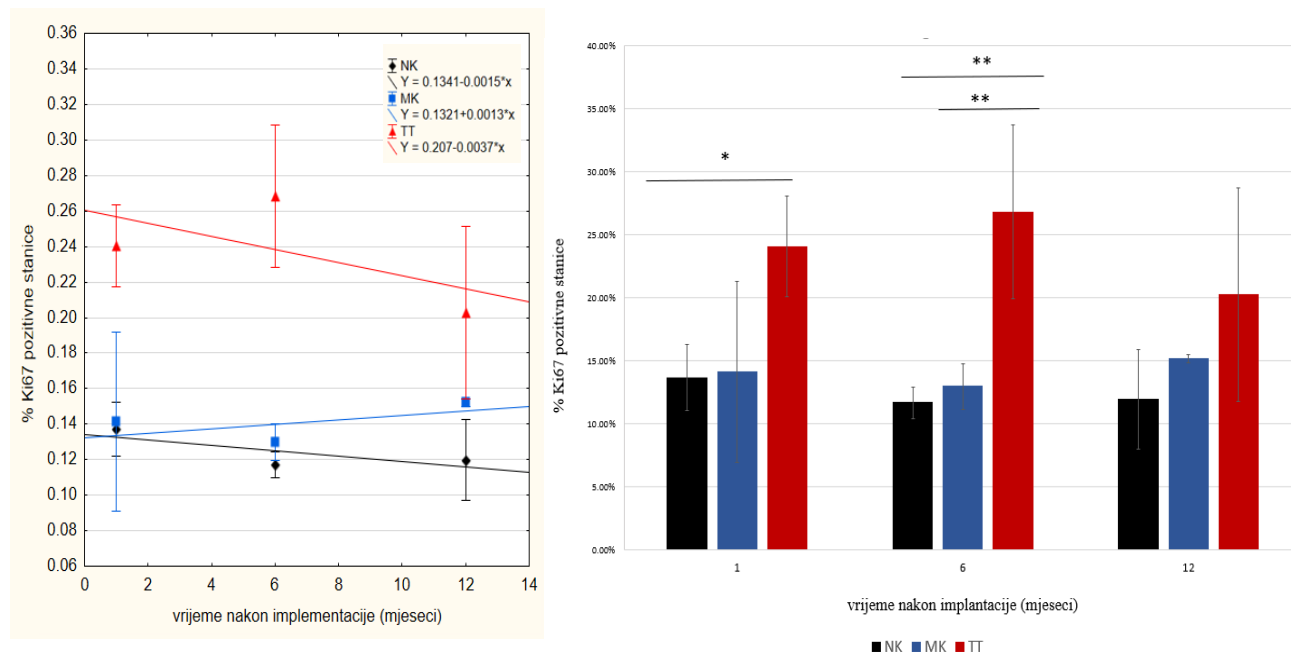 0.36
0.34
0.32
0.30
0.28
0.26
0.24
0.22
0.20
0.18
0.16
0.14
0.12
0.10
0.08
0.06
% Ki67 pozitivne stanice
NK
Y = 0.1341-0.0015*x
MK
Y = 0.1321+0.0013*x
TT
Y = 0.207-0.0037*x
0 2 4 6 8 10 12 14
vrijeme nakon implementacije (mjeseci)
40.00%
35.00%
30.00%
25.00%
20.00%
15.00%
10.00%
5.00%
0.00%
% Ki67 pozitivne stanice
**
**
*
1 6 12
vrijeme nakon implantacije (mjeseci)
NK MK TT